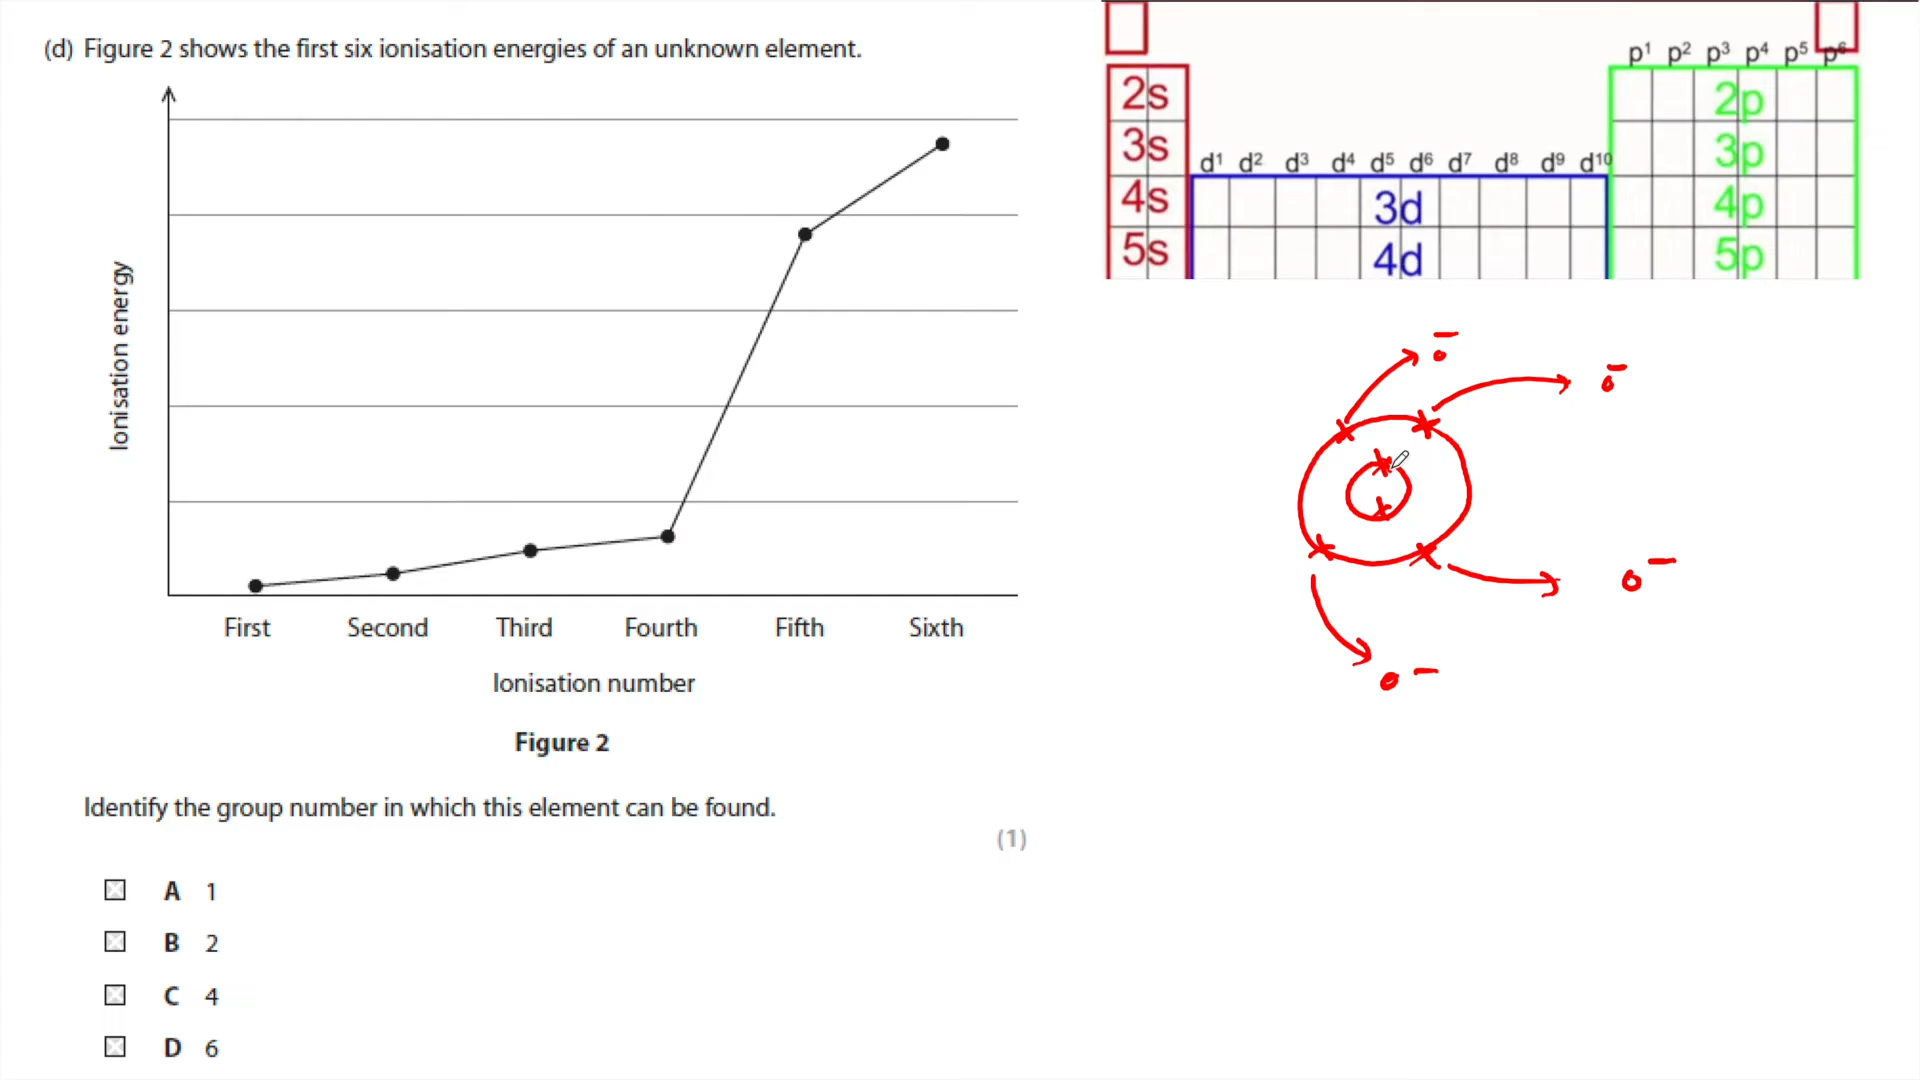 (d) Figure 2 shows the first six ionisation energies of an unknown element.
Ionisation energy
First Second Third Fourth Fifth Sixth
Ionisation number
Figure 2
Identify the group number in which this element can be found.
(1)
A 1
B 2
C 4
D 6
p¹ p² p³ p⁴ p⁵ p⁶
2s 2p
3s 3p
d¹ d² d³ d⁴ d⁵ d⁶ d⁷ d⁸ d⁹ d¹⁰
4s 3d 4p
5s 4d 5p